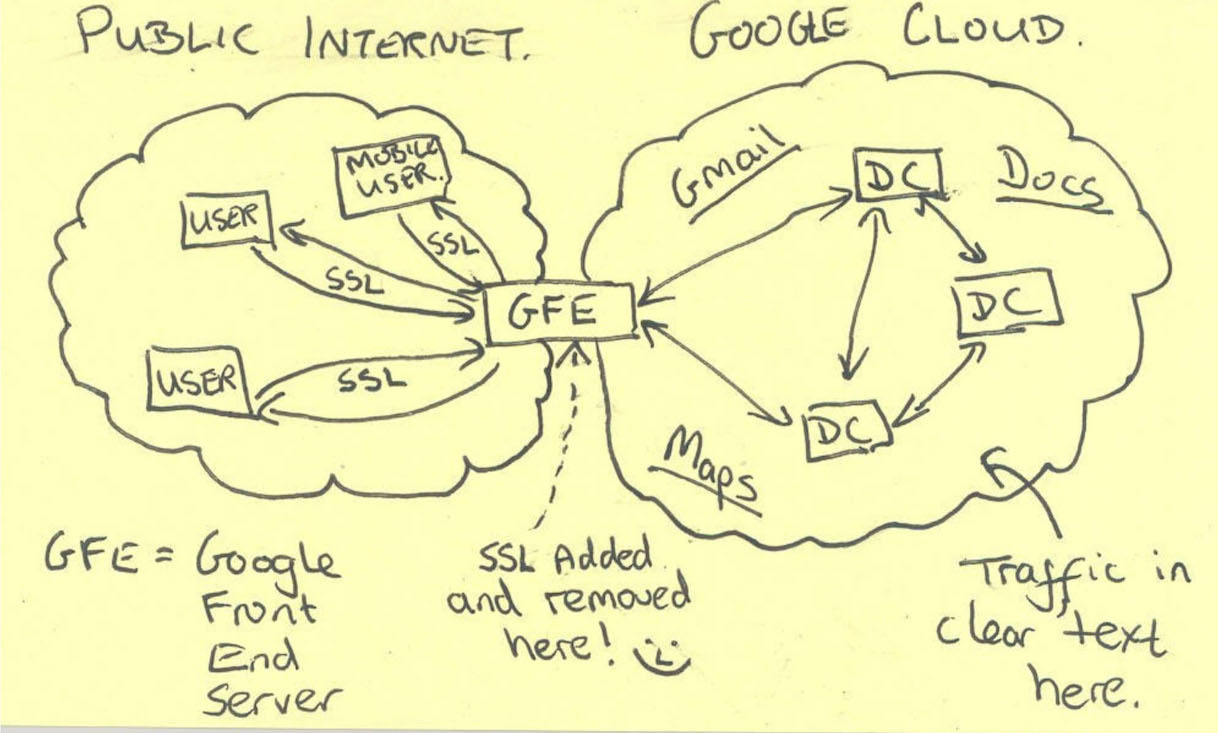 PUBLIC INTERNET.
GOOGLE CLOUD.
MOBILE
USER.
USER
SSL
SSL
USER
SSL
GFE
Gmail
DC
Docs
DC
DC
Maps
GFE = Google
Front
End
Server
SSL Added
and removed
here!
Traffic in
clear text
here.